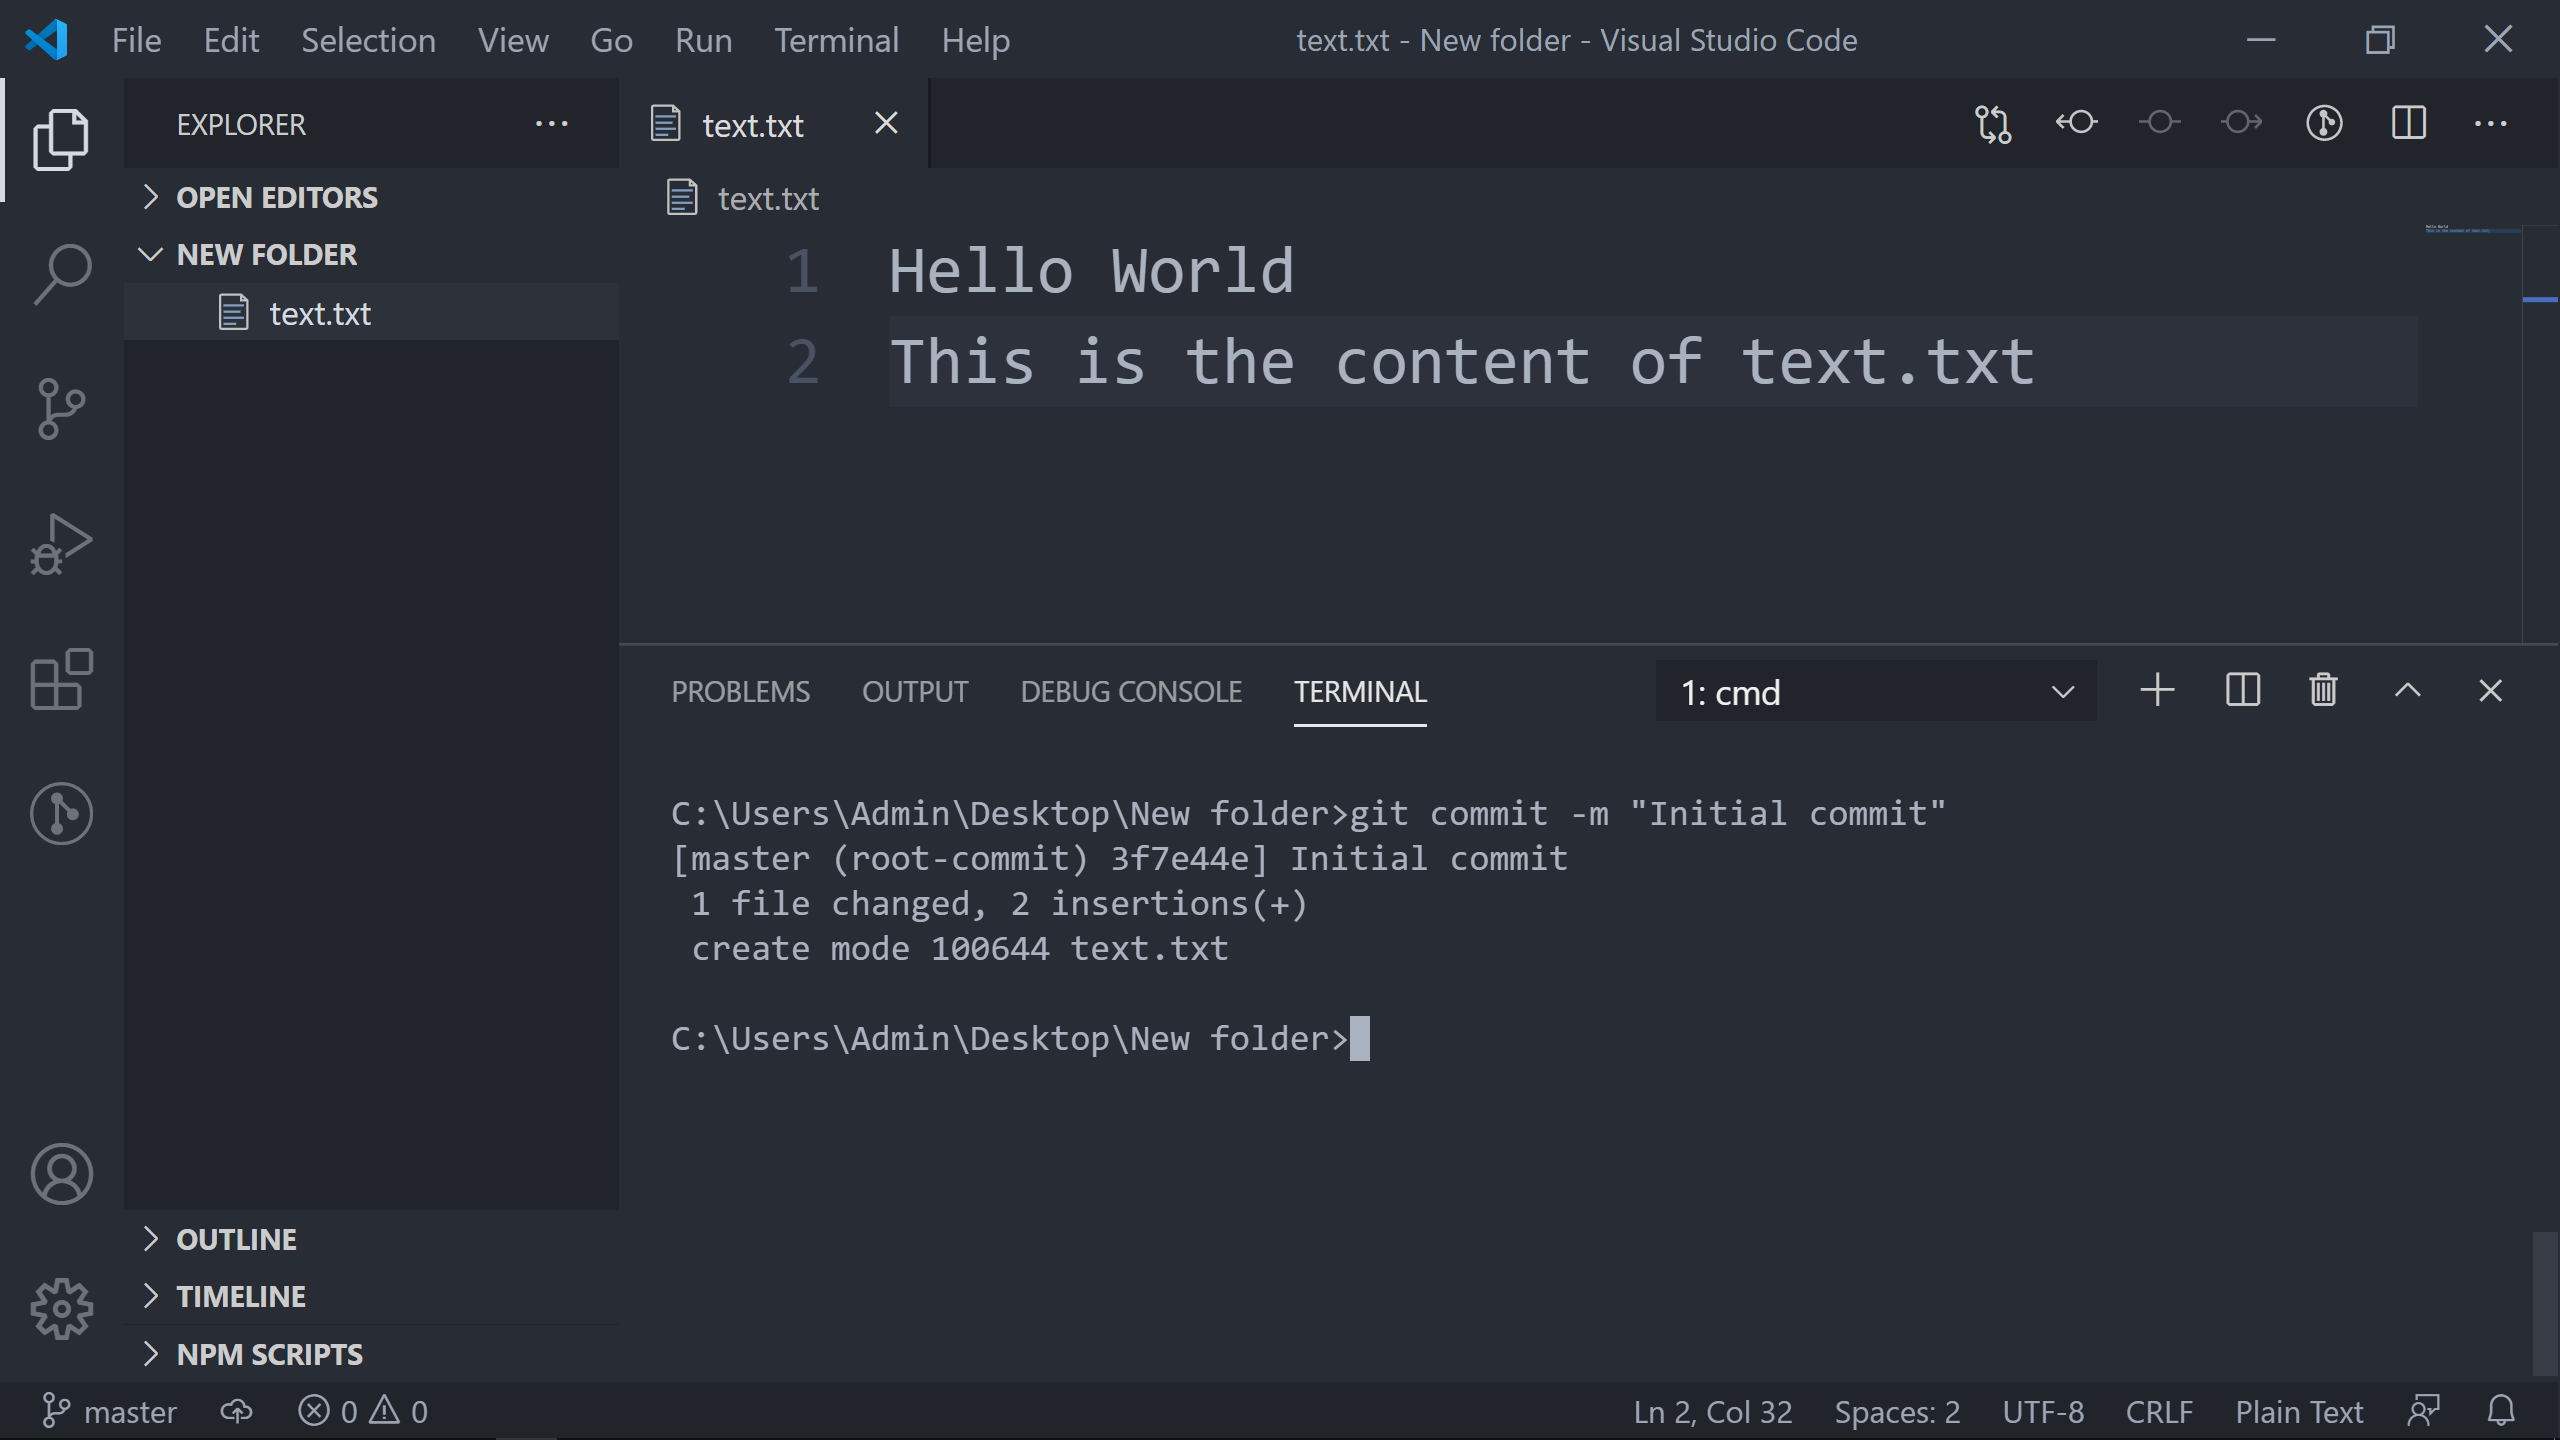 File Edit Selection View Go Run Terminal Help text.txt - New folder - Visual Studio Code
EXPLORER
OPEN EDITORS
NEW FOLDER
text.txt
OUTLINE
TIMELINE
NPM SCRIPTS
text.txt
text.txt
1 Hello World
2 This is the content of text.txt
PROBLEMS OUTPUT DEBUG CONSOLE TERMINAL 1: cmd
C:\Users\Admin\Desktop\New folder>git commit -m "Initial commit"
[master (root-commit) 3f7e44e] Initial commit
1 file changed, 2 insertions(+)
create mode 100644 text.txt
C:\Users\Admin\Desktop\New folder>
master 0 0 Ln 2, Col 32 Spaces: 2 UTF-8 CRLF Plain Text